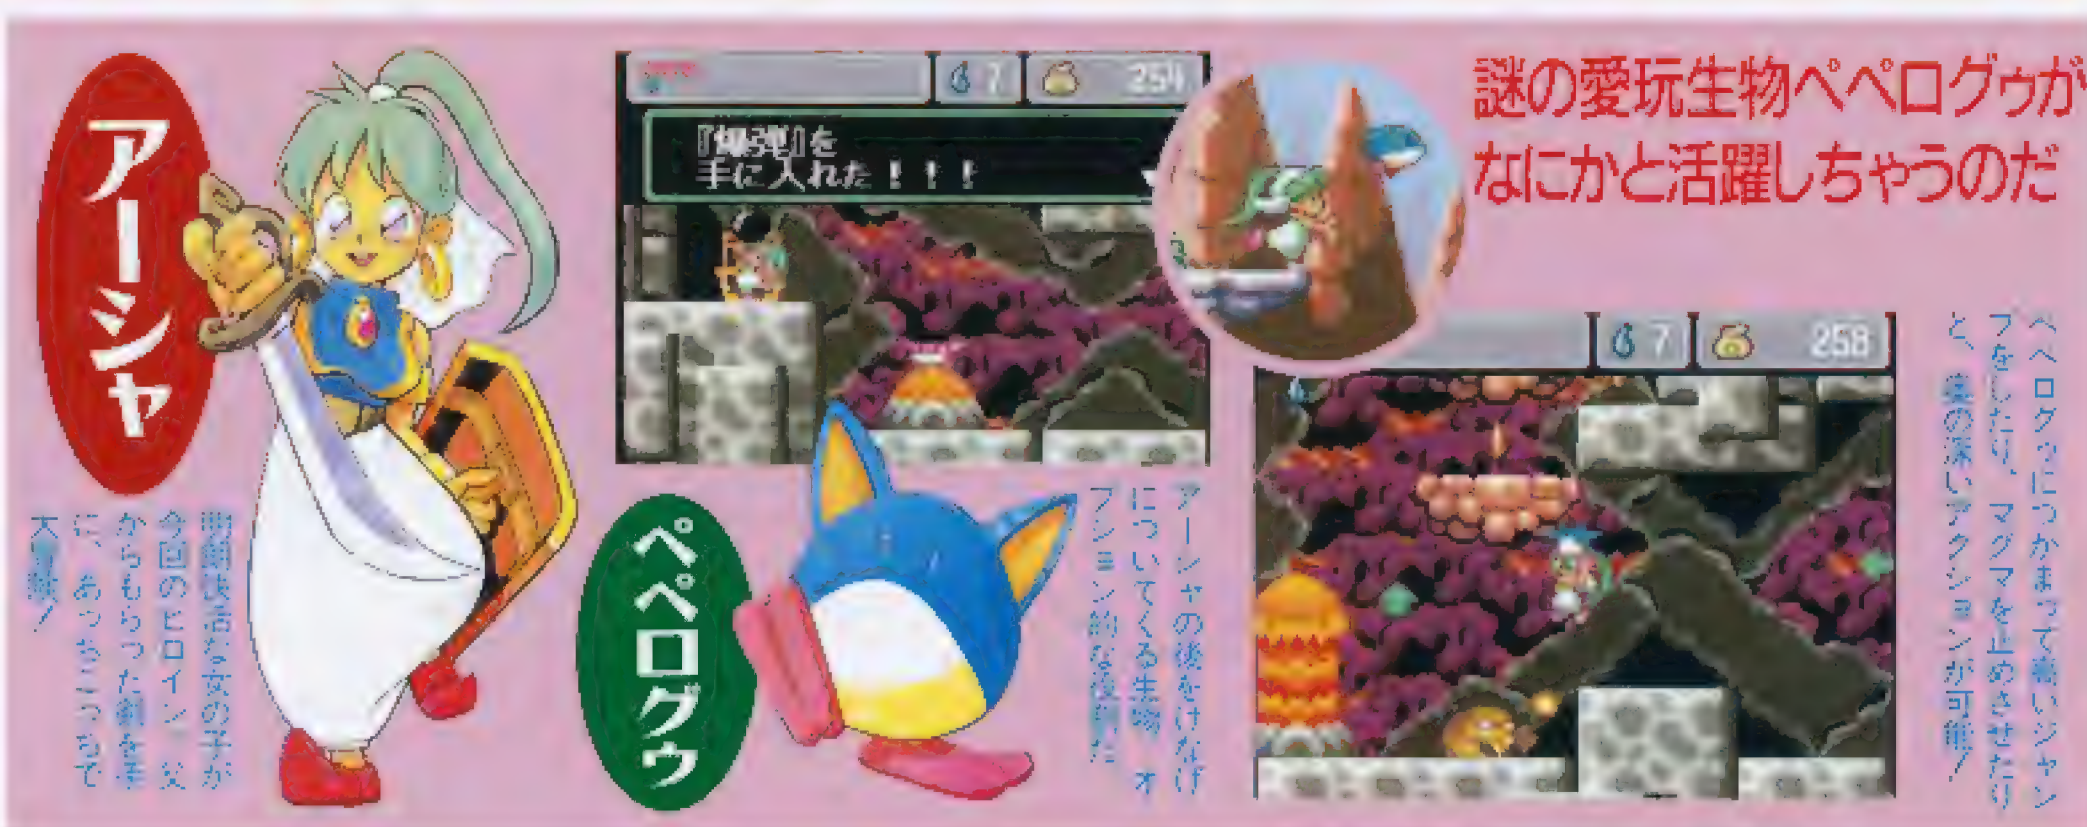 謎の愛玩生物ペペログゥが
なにかと活躍しちゃうのだ
アーシャ
明朗快活な女の子が
今回のヒロイン。父
からもらった剣を手
に、あっちこっちで
大冒険!
7
254
『爆弾』を
手に入れた!!!
ペペログゥ
アーシャの後をけなげ
についてくる生物。オ
プション的な役割だ。
7
258
ペペログゥにつかまって高いジャン
プをしたり、マグマを止めさせたり
と、奥の深いアクションが可能!